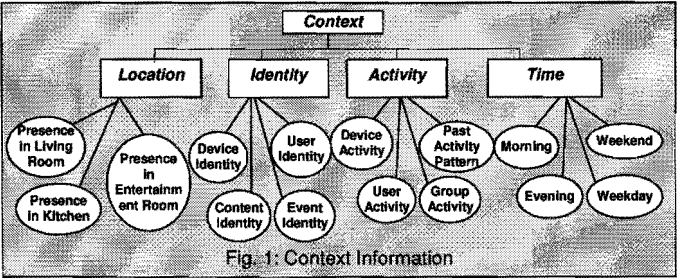 Context
Location
Identity
Activity
Time
Presence
in Living
Room
Presence
in Kitchen
Presence
in
Entertainm
ent Room
Device
Identity
Content
Identity
User
Identity
Event
Identity
Device
Activity
User
Activity
Past
Activity
Pattern
Group
Activity
Morning
Evening
Weekend
Weekday
Fig. 1: Context Information